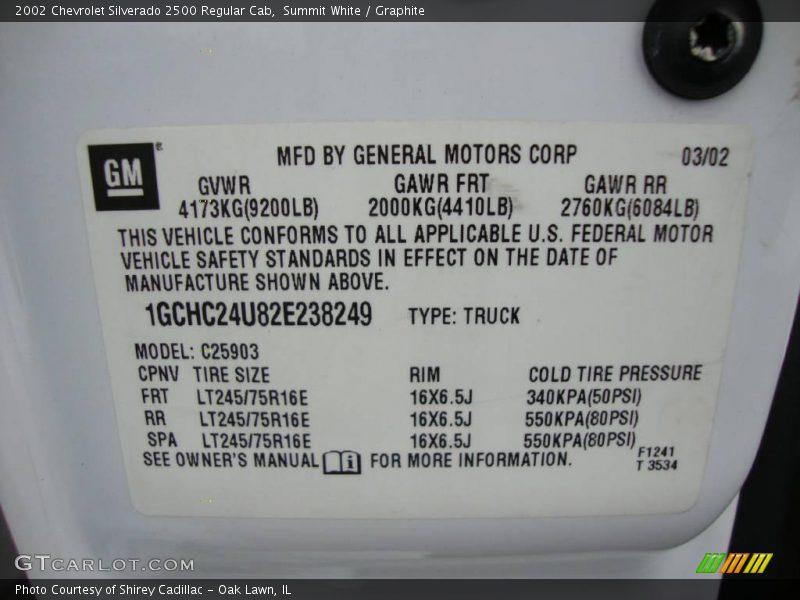 2002 Chevrolet Silverado 2500 Regular Cab,  Summit White / Graphite
GM ®
MFD BY GENERAL MOTORS CORP 03/02
GVWR GAWR FRT GAWR RR
4173KG(9200LB) 2000KG(4410LB) 2760KG(6084LB)
THIS VEHICLE CONFORMS TO ALL APPLICABLE U.S. FEDERAL MOTOR
VEHICLE SAFETY STANDARDS IN EFFECT ON THE DATE OF
MANUFACTURE SHOWN ABOVE.
1GCHC24U82E238249 TYPE: TRUCK
MODEL: C25903
CPNV TIRE SIZE RIM COLD TIRE PRESSURE
FRT LT245/75R16E 16X6.5J 340KPA(50PSI)
RR LT245/75R16E 16X6.5J 550KPA(80PSI)
SPA LT245/75R16E 16X6.5J 550KPA(80PSI)
SEE OWNER'S MANUAL i FOR MORE INFORMATION.
F1241
T 3534
GTCARLOT.COM
Photo Courtesy of Shirey Cadillac - Oak Lawn, IL